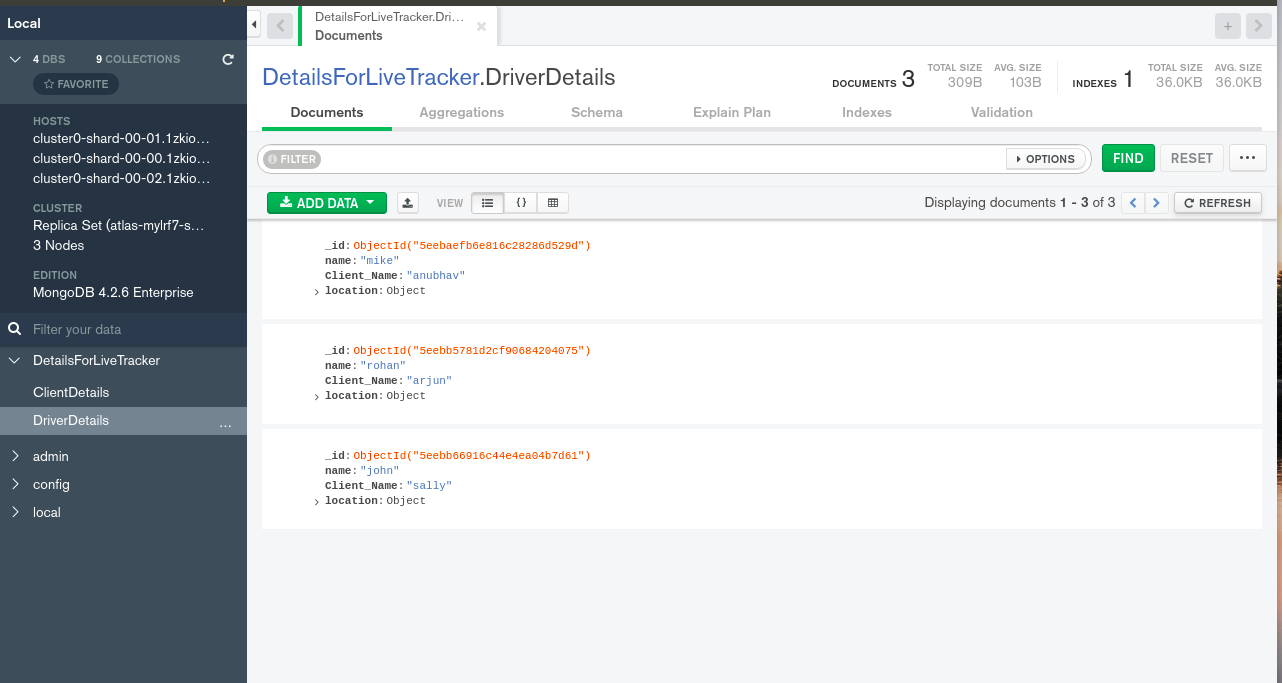 Local
4 DBS 9 COLLECTIONS
FAVORITE
HOSTS
cluster0-shard-00-01.1zkio...
cluster0-shard-00-00.1zkio...
cluster0-shard-00-02.1zkio...
CLUSTER
Replica Set (atlas-mylrf7-s...
3 Nodes
EDITION
MongoDB 4.2.6 Enterprise
Filter your data
DetailsForLiveTracker
ClientDetails
DriverDetails ...
admin
config
local
DetailsForLiveTracker.Dri...
Documents
DetailsForLiveTracker.DriverDetails
DOCUMENTS 3 TOTAL SIZE 309B AVG. SIZE 103B INDEXES 1 TOTAL SIZE 36.0KB AVG. SIZE 36.0KB
Documents Aggregations Schema Explain Plan Indexes Validation
FILTER OPTIONS FIND RESET ...
ADD DATA VIEW {} Displaying documents 1 - 3 of 3 REFRESH
_id: ObjectId("5eebaefb6e816c28286d529d")
name: "mike"
Client_Name: "anubhav"
location: Object
_id: ObjectId("5eebb5781d2cf90684204075")
name: "rohan"
Client_Name: "arjun"
location: Object
_id: ObjectId("5eebb66916c44e4ea04b7d61")
name: "john"
Client_Name: "sally"
location: Object